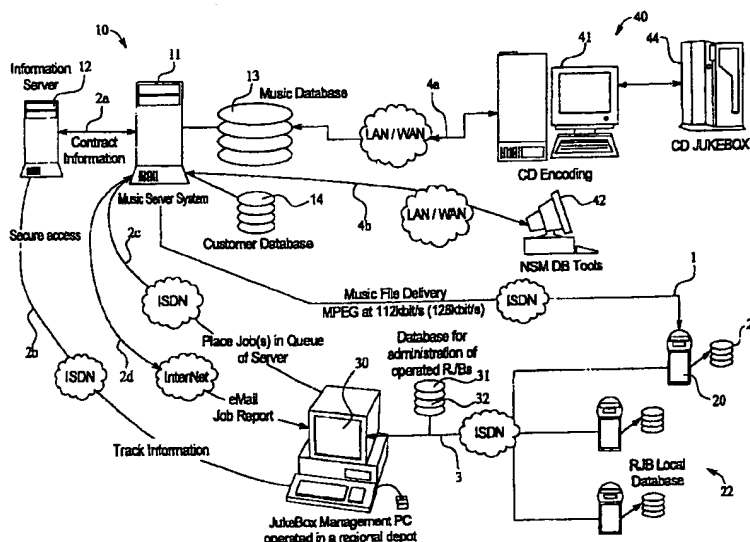 10
12
11
13
40
41
44
Information
Server
2a
Music Database
4a
LAN / WAN
Contract
Information
CD JUKEBOX
CD Encoding
Music Server System
14
4b
42
LAN / WAN
Secure access
2c
Customer Database
NSM DB Tools
1
ISDN
Music File Delivery
MPEG at 112kbit/s (128kbit/s)
ISDN
Place Job(s) in Queue
of Server
Database for
administration of
operated RJBs
31
32
2b
2d
20
ISDN
InterNet
eMail
Job Report
30
Track Information
3
ISDN
RJB Local
Database
22
JukeBox Management PC
operated in a regional depot